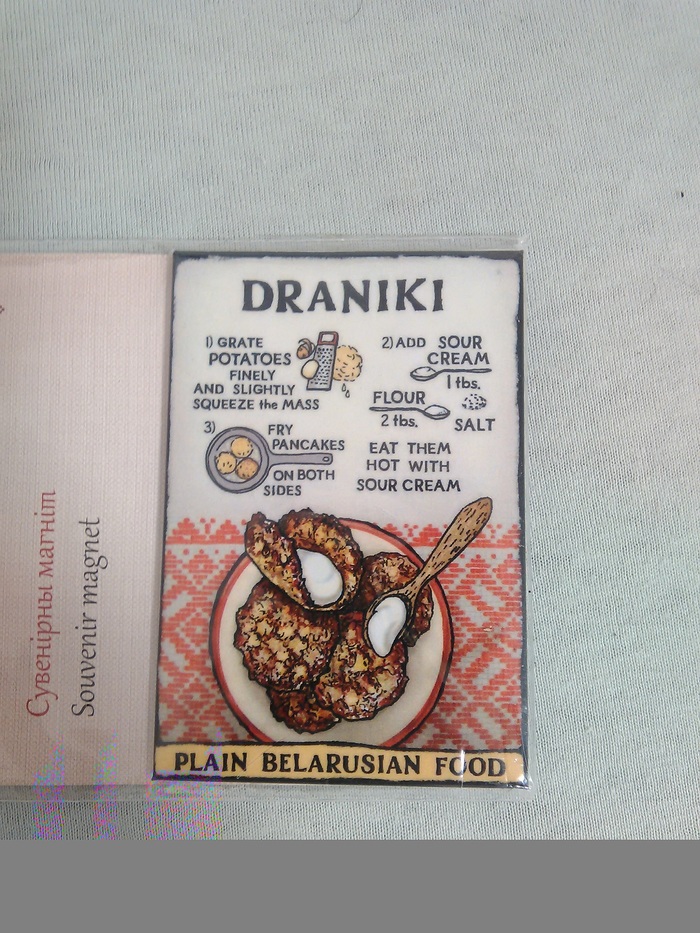 Сувенірны магніт
Souvenir magnet
DRANIKI
1) GRATE
POTATOES
FINELY
AND SLIGHTLY
SQUEEZE the MASS
2) ADD SOUR
CREAM
1 tbs.
FLOUR
2 tbs.
SALT
3)
FRY
PANCAKES
ON BOTH
SIDES
EAT THEM
HOT WITH
SOUR CREAM
PLAIN BELARUSIAN FOOD